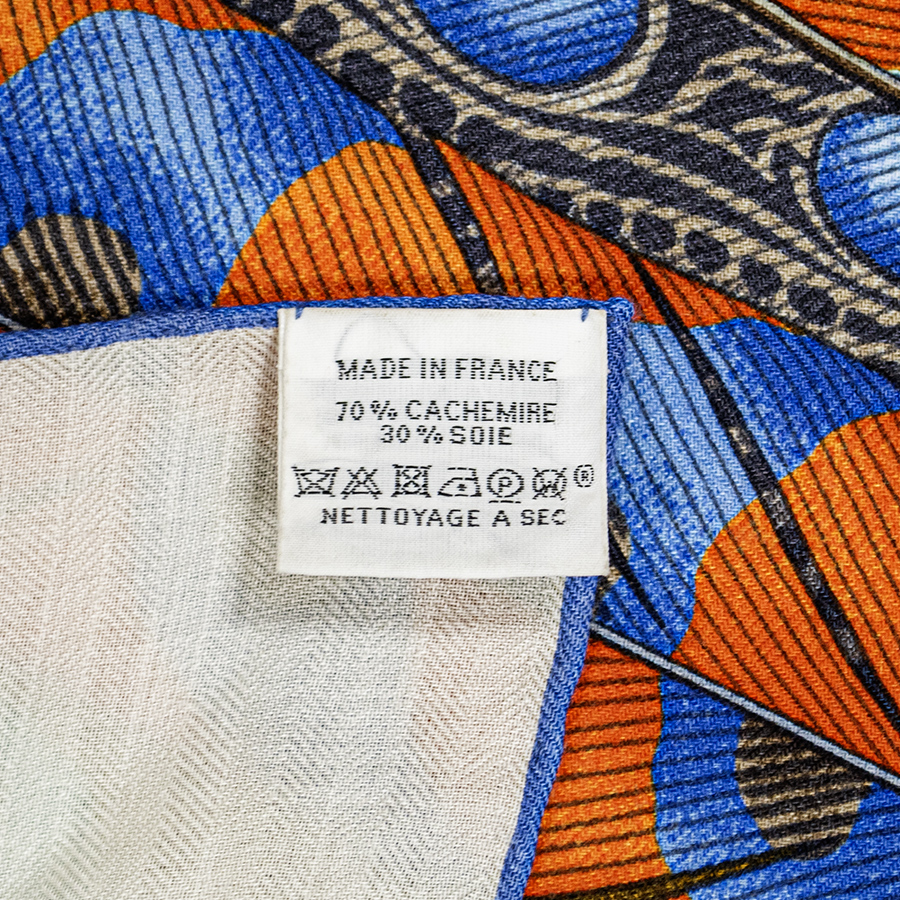 MADE IN FRANCE
70 % CACHEMIRE
30 % SOIE
P ®
NETTOYAGE A SEC